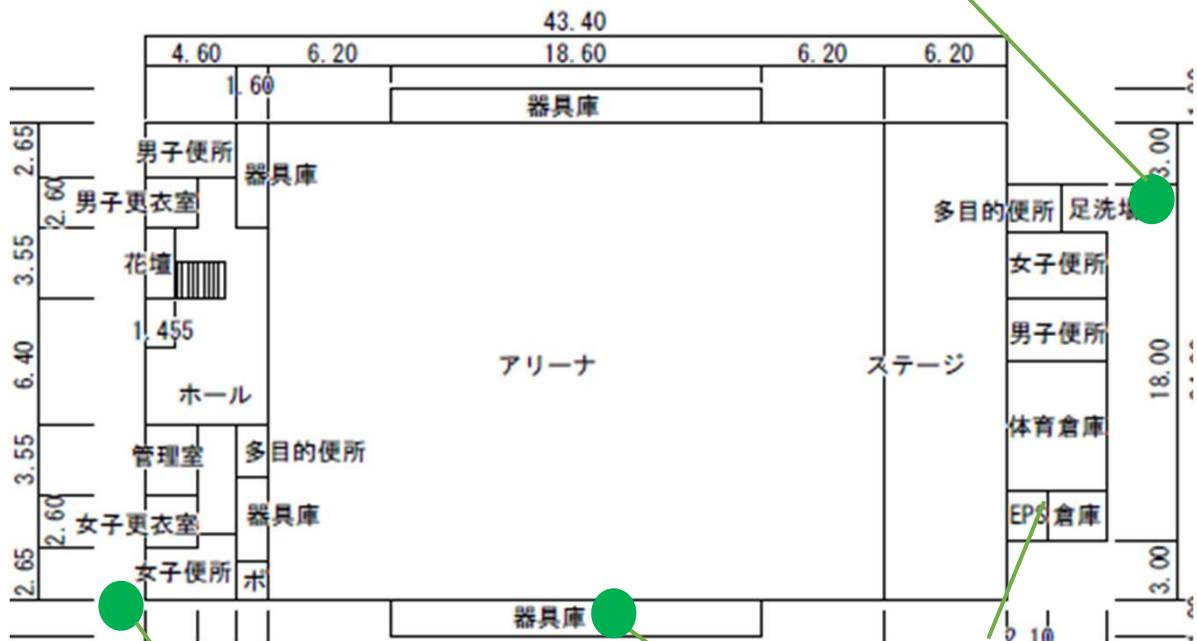 43.40
4.60 6.20 18.60 6.20 6.20
1.60
器具庫
2.65 男子便所 器具庫 3.00
2.60 男子更衣室 多目的便所 足洗場
3.55 花壇 女子便所
1.455 男子便所
6.40 アリーナ ステージ 18.00
ホール
体育倉庫
3.55 管理室 多目的便所
2.60 女子更衣室 器具庫 EPS 倉庫
2.65 女子便所 ポ 3.00
器具庫
2.10